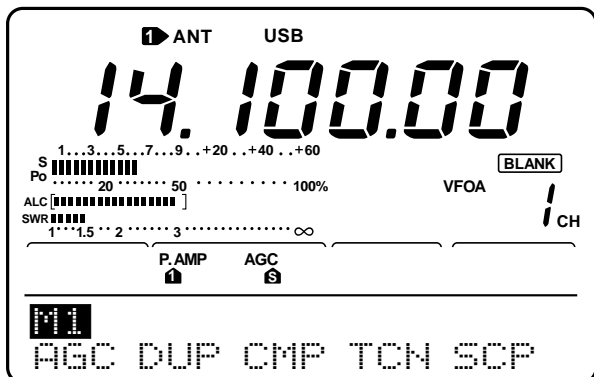 1 ANT USB
14.100.00
1...3...5...7...9..+20..+40..+60
S
Po
BLANK
20 50 100%
VFOA
ALC
1 CH
SWR
1 1.5 2 3 ∞
P.AMP AGC
1 S
M1
AGC DUP CMP TCN SCP